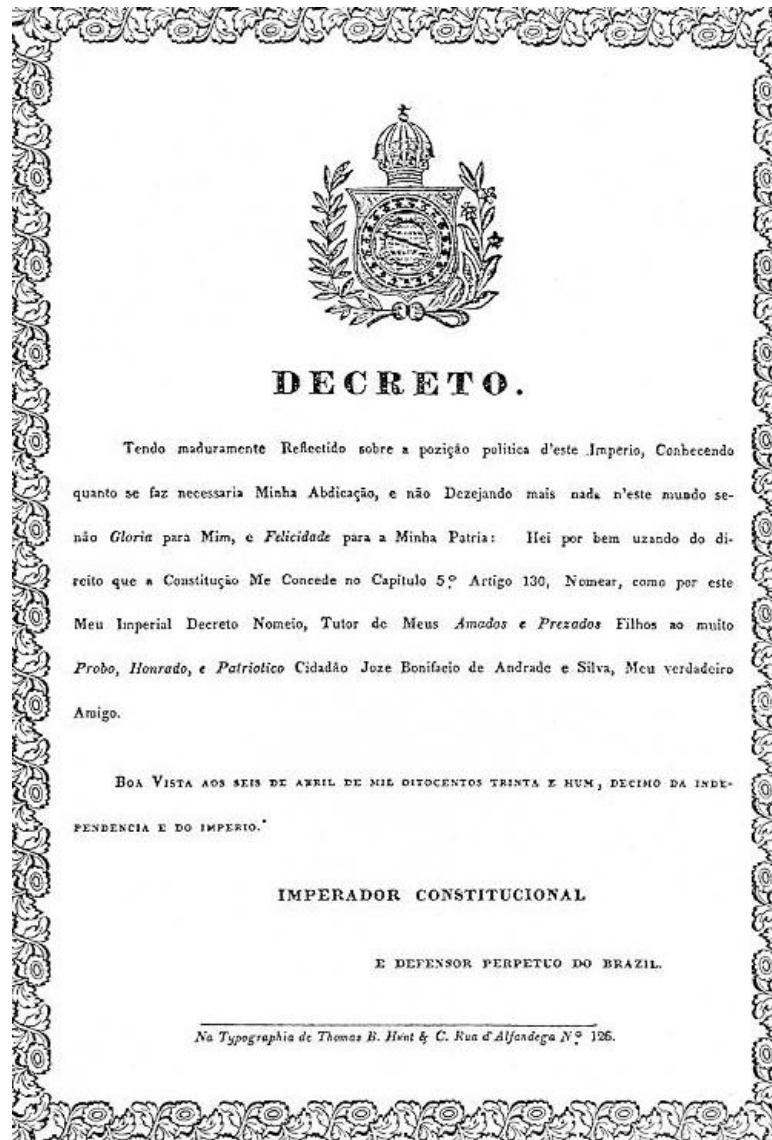 DECRETO.
Tendo maduramente Reflectido sobre a pozição politica d'este Imperio, Conhecendo
quanto se faz necessaria Minha Abdicação, e não Dezejando mais nada n'este mundo se-
não Gloria para Mim, e Felicidade para a Minha Patria: Hei por bem uzando do di-
reito que a Constituição Me Concede no Capitulo 5.º Artigo 130, Nomear, como por este
Meu Imperial Decreto Nomeio, Tutor de Meus Amados e Prezados Filhos ao muito
Probo, Honrado, e Patriotico Cidadão Joze Bonifacio de Andrade e Silva, Meu verdadeiro
Amigo.
BOA VISTA AOS SEIS DE ABRIL DE MIL OITOCENTOS TRINTA E HUM, DECIMO DA INDE-
PENDENCIA E DO IMPERIO.
IMPERADOR CONSTITUCIONAL
E DEFENSOR PERPETUO DO BRAZIL.
Na Typographia de Thomas B. Hunt & C. Rua d'Alfandega N.º 126.